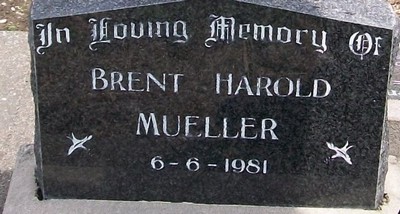 In Loving Memory Of
BRENT HAROLD
MUELLER
6-6-1981